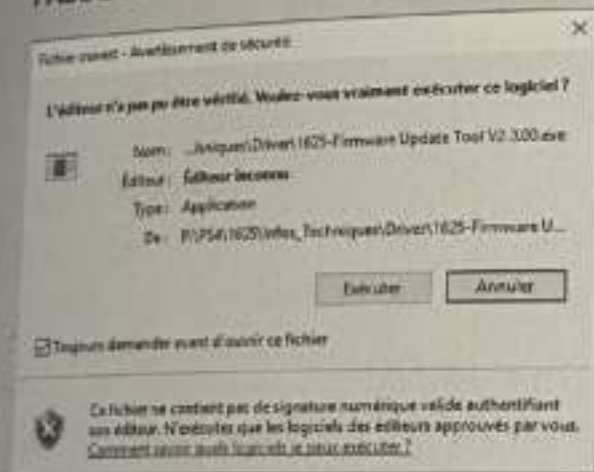 Fichier ouvert - Avertissement de sécurité
L'éditeur n'a pas pu être vérifié. Voulez-vous vraiment exécuter ce logiciel ?
Nom : ...hniques\Driver\1625-Firmware Update Tool V2.3.00.exe
Éditeur : Éditeur inconnu
Type : Application
De : P:\PS4\1625\Infos_Techniques\Driver\1625-Firmware U...
Exécuter
Annuler
Toujours demander avant d'ouvrir ce fichier
Ce fichier ne contient pas de signature numérique valide authentifiant
son éditeur. N'exécutez que les logiciels des éditeurs approuvés par vous.
Comment savoir quels logiciels je peux exécuter ?